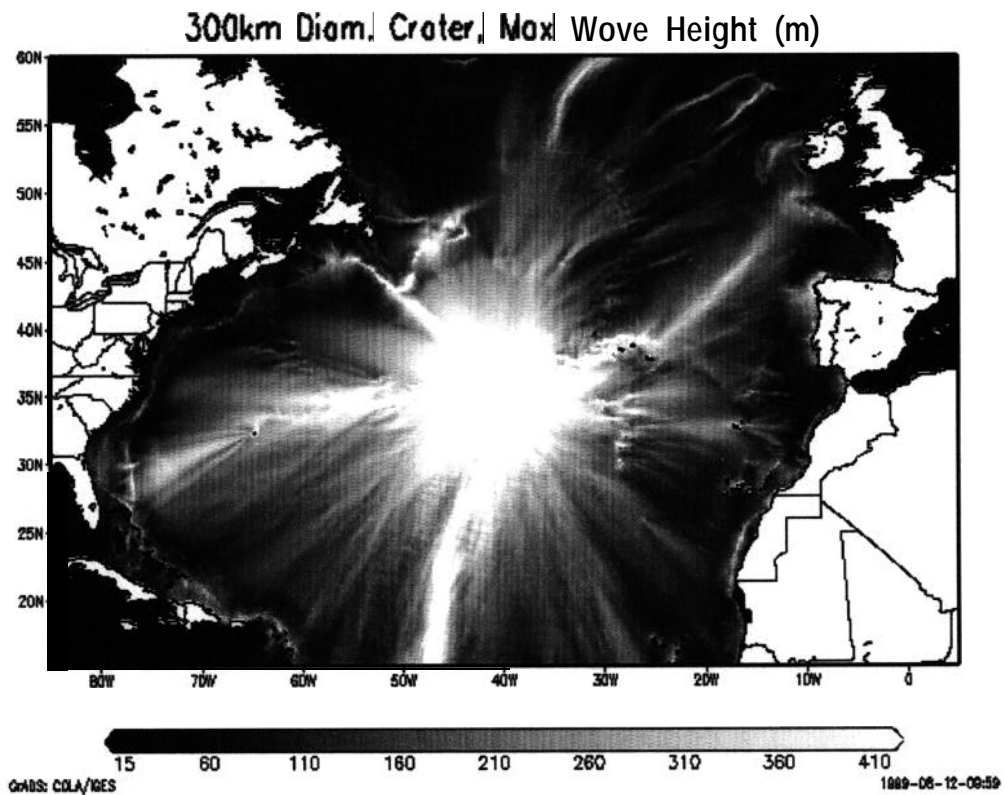 300km Diam. Crater, Max Wove Height (m)
60N
55N
50N
45N
40N
35N
30N
25N
20N
80W 70W 60W 50W 40W 30W 20W 10W 0
15 60 110 160 210 260 310 360 410
GrADS: COLA/IGES 1999-06-12-09:59